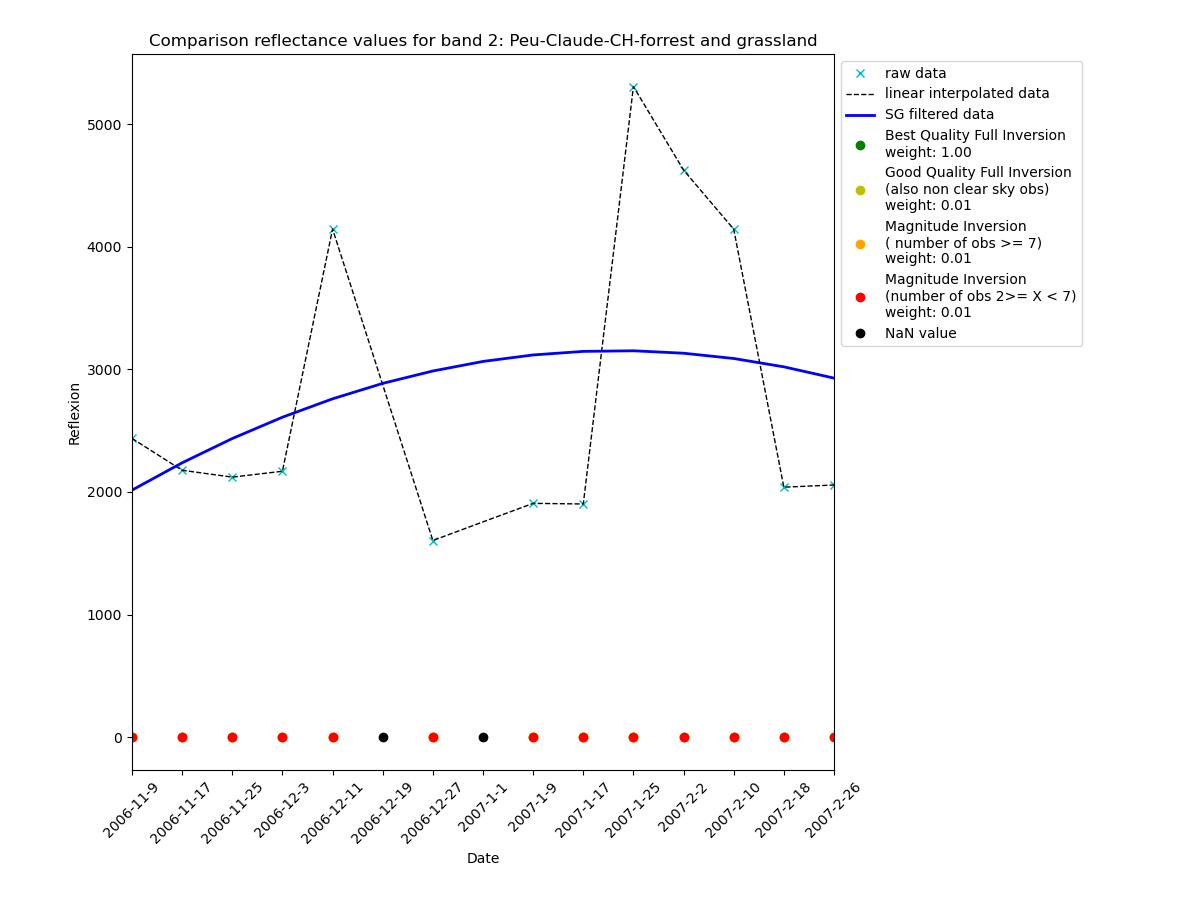 Comparison reflectance values for band 2: Peu-Claude-CH-forrest and grassland
raw data
linear interpolated data
SG filtered data
Best Quality Full Inversion
weight: 1.00
Good Quality Full Inversion
(also non clear sky obs)
weight: 0.01
Magnitude Inversion
( number of obs >= 7)
weight: 0.01
Magnitude Inversion
(number of obs 2>= X < 7)
weight: 0.01
NaN value
5000
4000
3000
2000
1000
0
Reflexion
2006-11-9
2006-11-17
2006-11-25
2006-12-3
2006-12-11
2006-12-19
2006-12-27
2007-1-1
2007-1-9
2007-1-17
2007-1-25
2007-2-2
2007-2-10
2007-2-18
2007-2-26
Date